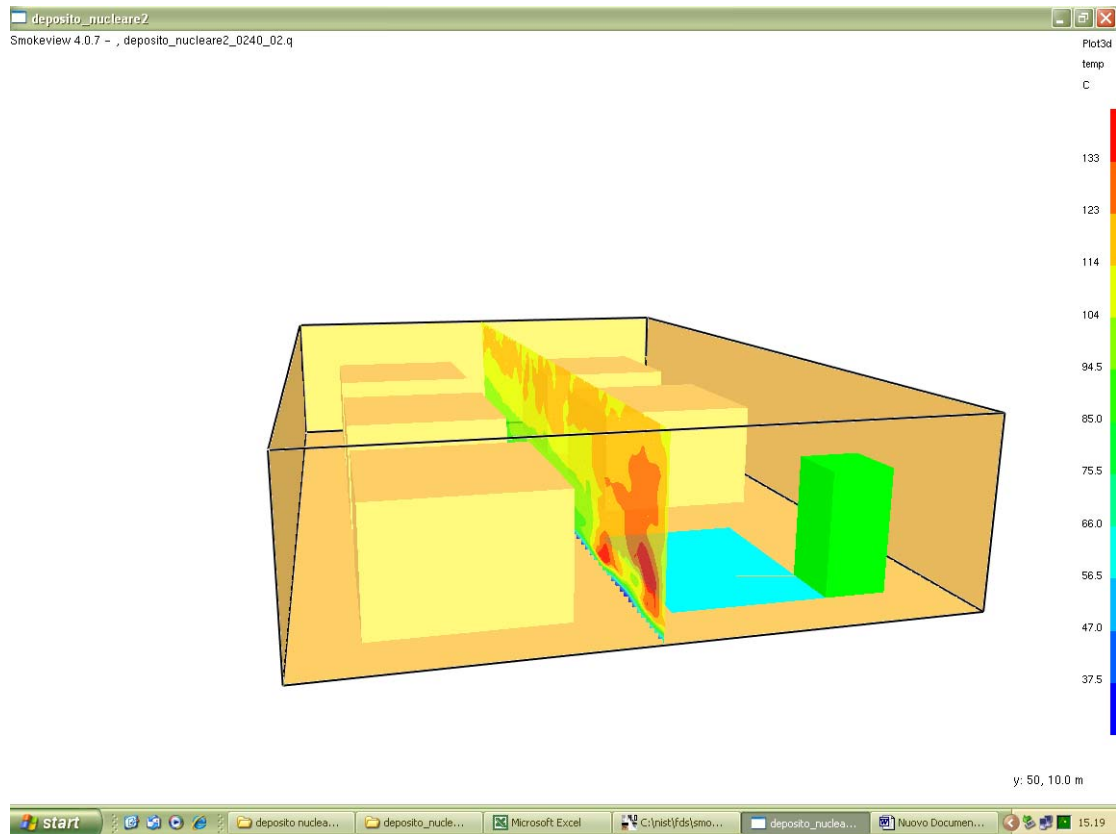 deposito_nucleare2
Smokeview 4.0.7 - , deposito_nucleare2_0240_02.q
Plot3d
temp
C
133
123
114
104
94.5
85.0
75.5
66.0
56.5
47.0
37.5
y: 50, 10.0 m
start
deposito nuclea...
deposito_nucle...
Microsoft Excel
C:\nist\fds\smo...
deposito_nuclea...
Nuovo Documen...
15.19